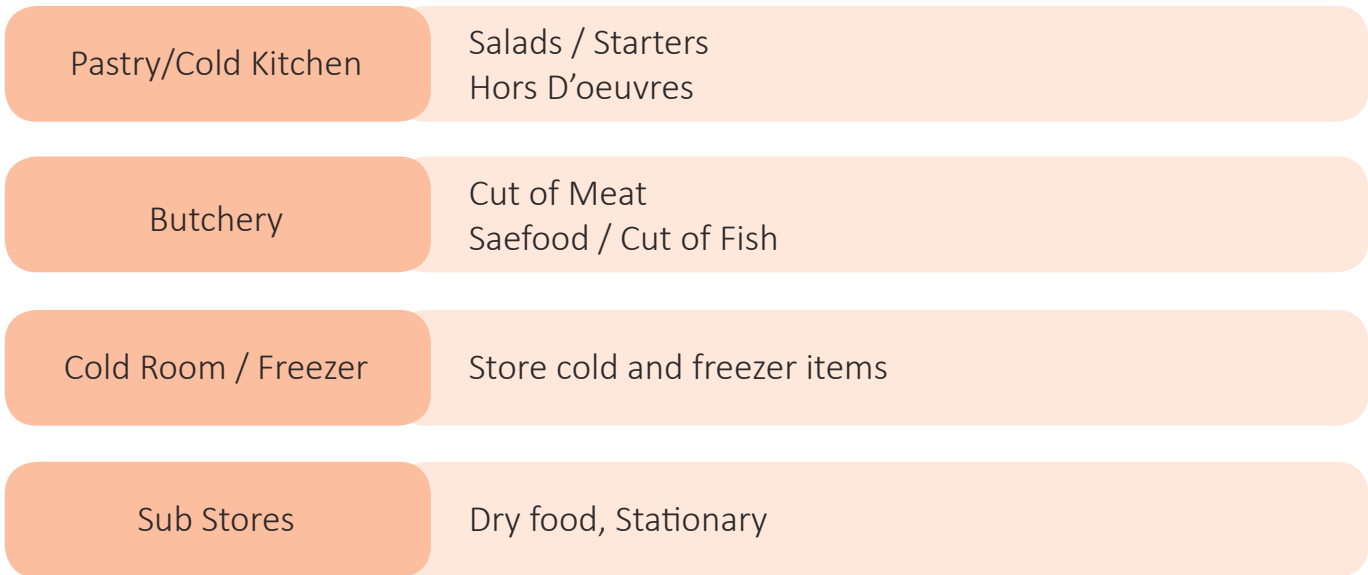 Pastry/Cold Kitchen
Salads / Starters
Hors D’oeuvres
Butchery
Cut of Meat
Saefood / Cut of Fish
Cold Room / Freezer
Store cold and freezer items
Sub Stores
Dry food, Stationary